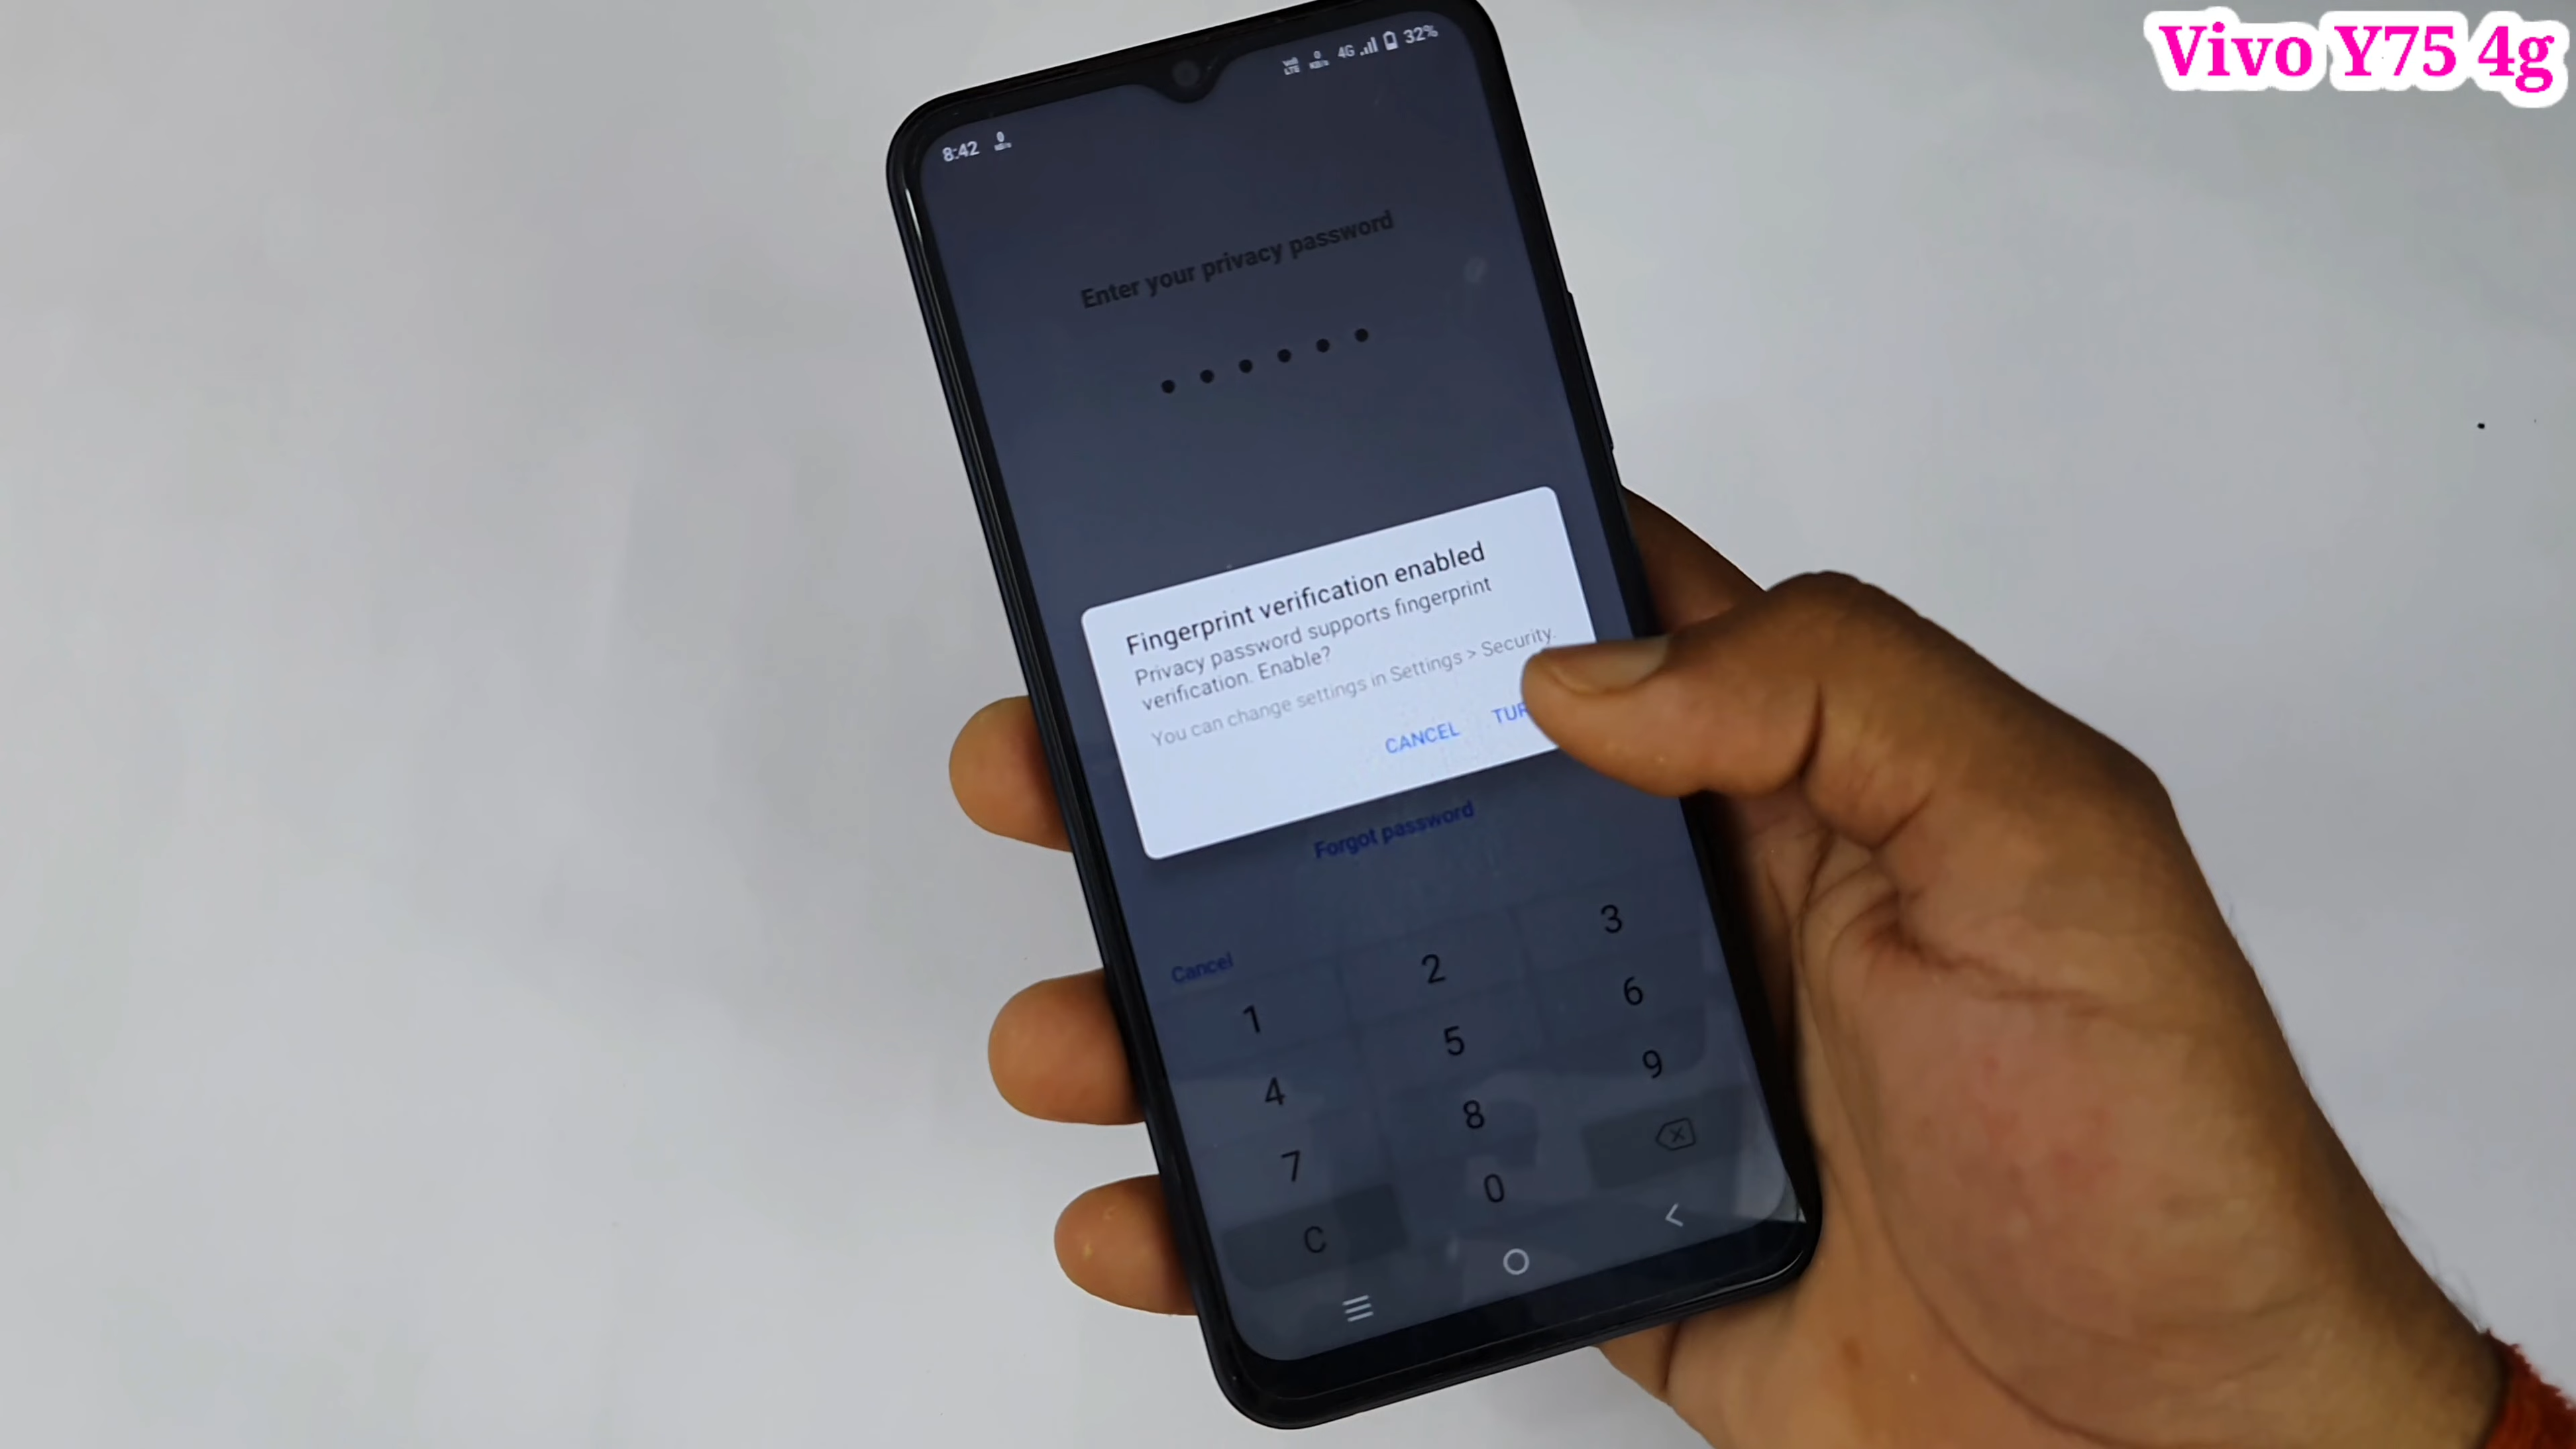 Vivo Y75 4g
8:42
4G 32%
Enter your privacy password
Fingerprint verification enabled
Privacy password supports fingerprint
verification. Enable?
You can change settings in Settings > Security.
CANCEL
Forgot password
Cancel
1 2 3
4 5 6
7 8 9
C 0